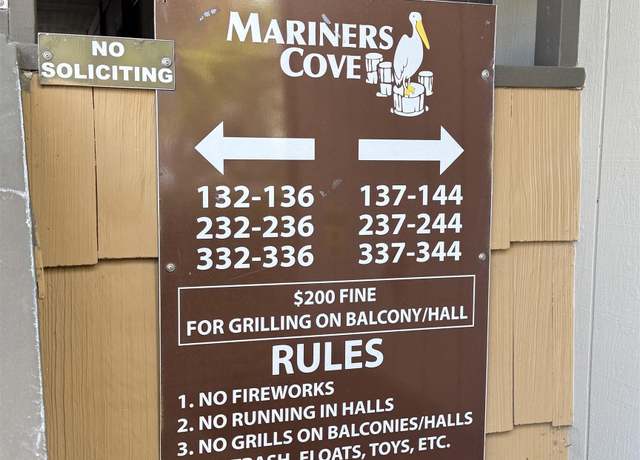 NO
SOLICITING
MARINERS
COVE
132-136 137-144
232-236 237-244
332-336 337-344
$200 FINE
FOR GRILLING ON BALCONY/HALL
RULES
1. NO FIREWORKS
2. NO RUNNING IN HALLS
3. NO GRILLS ON BALCONIES/HALLS
TRASH, FLOATS, TOYS, ETC.